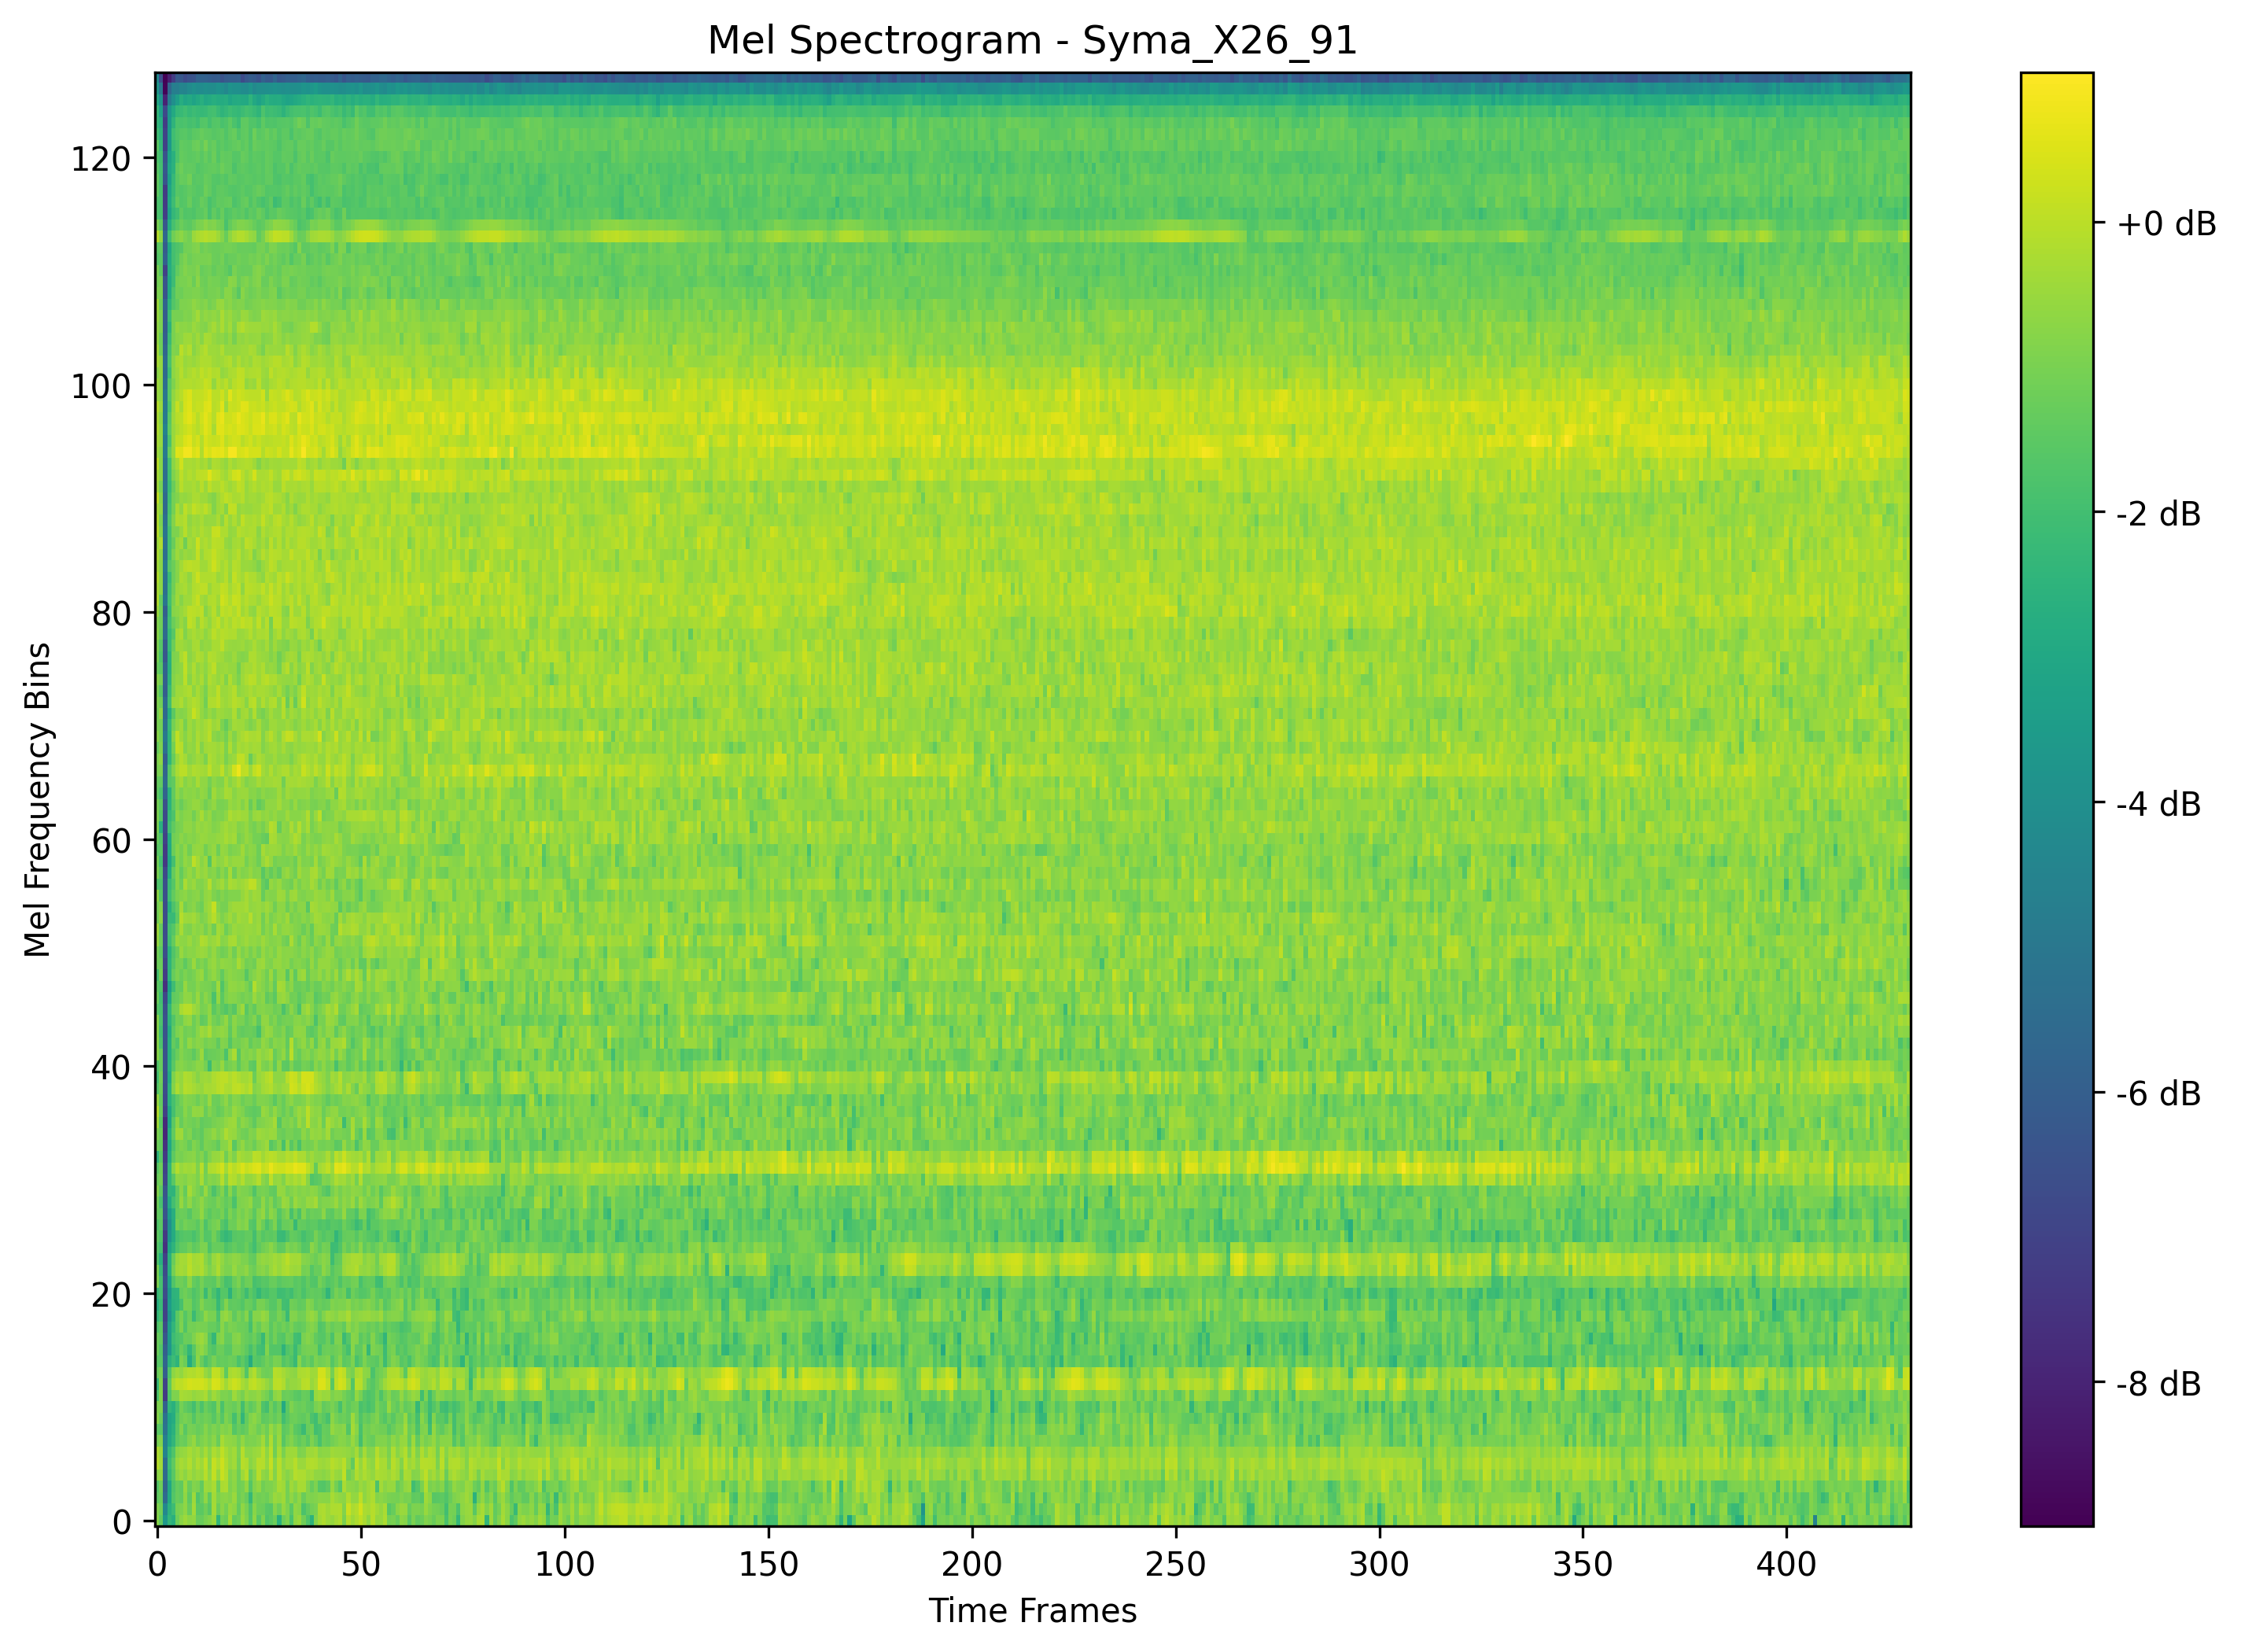 Mel Spectrogram - Syma_X26_91
Mel Frequency Bins
120
100
80
60
40
20
0
0 50 100 150 200 250 300 350 400
Time Frames
+0 dB
-2 dB
-4 dB
-6 dB
-8 dB